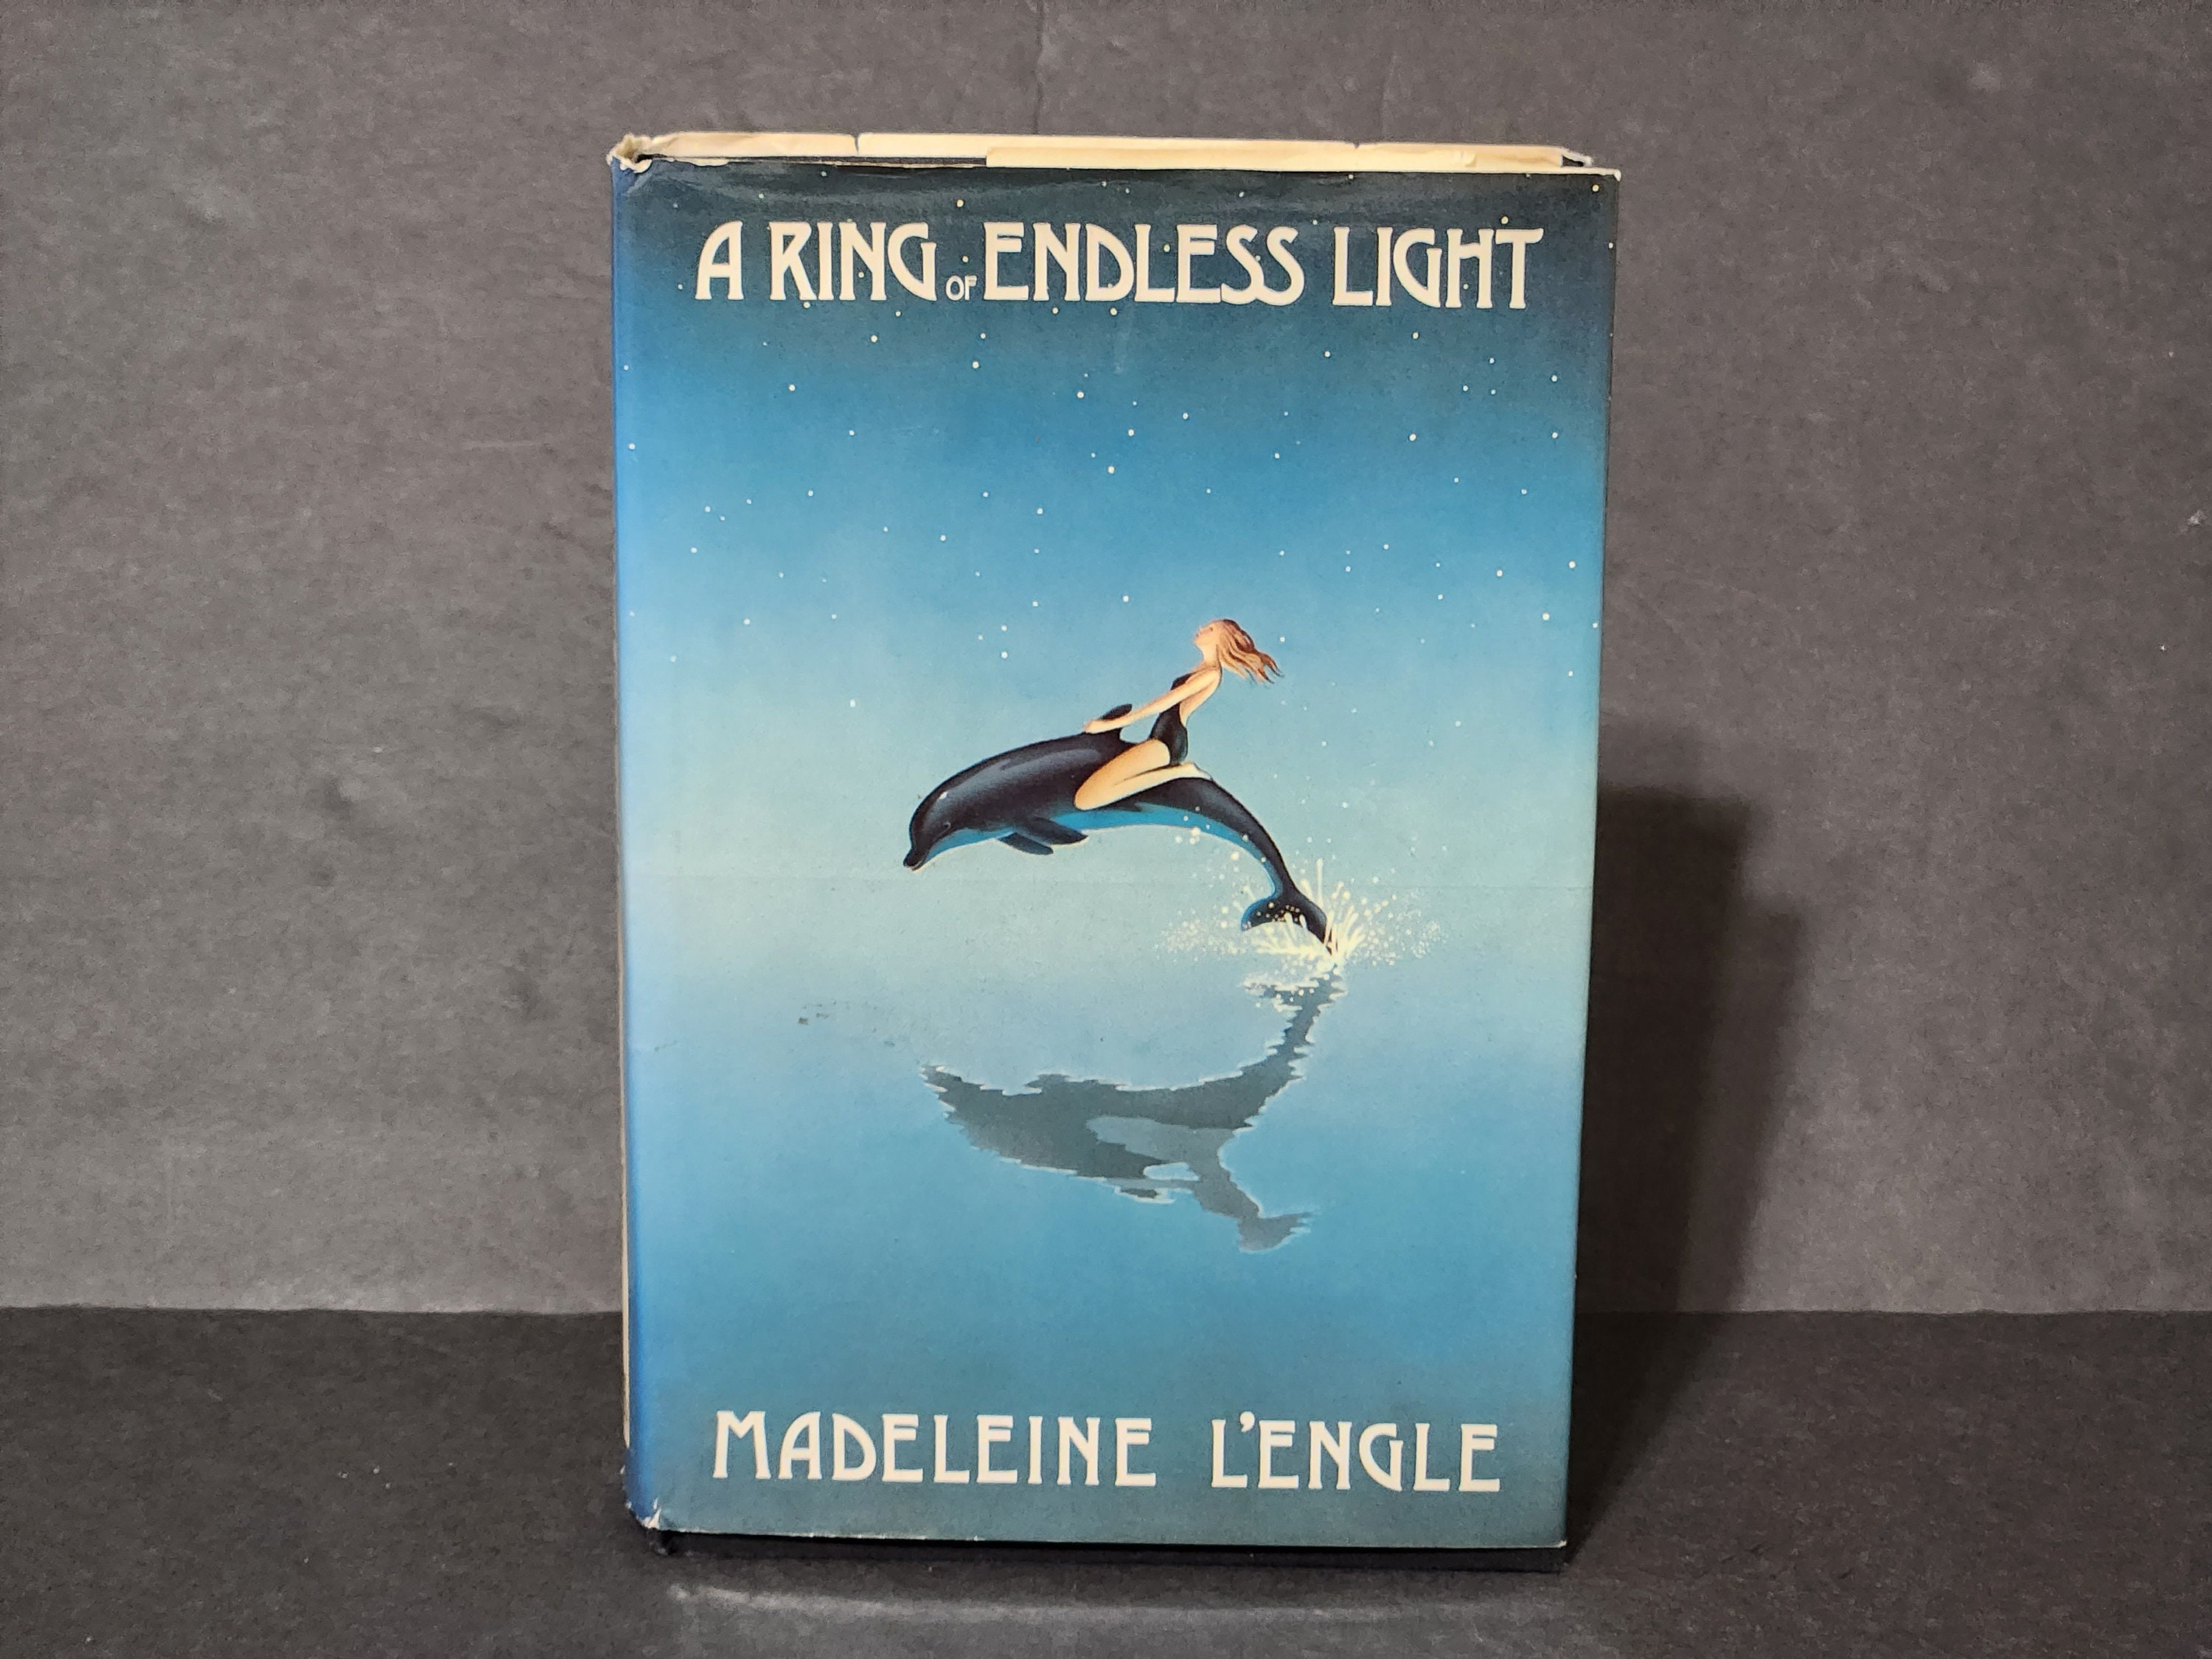 A RING OF ENDLESS LIGHT
MADELEINE L'ENGLE